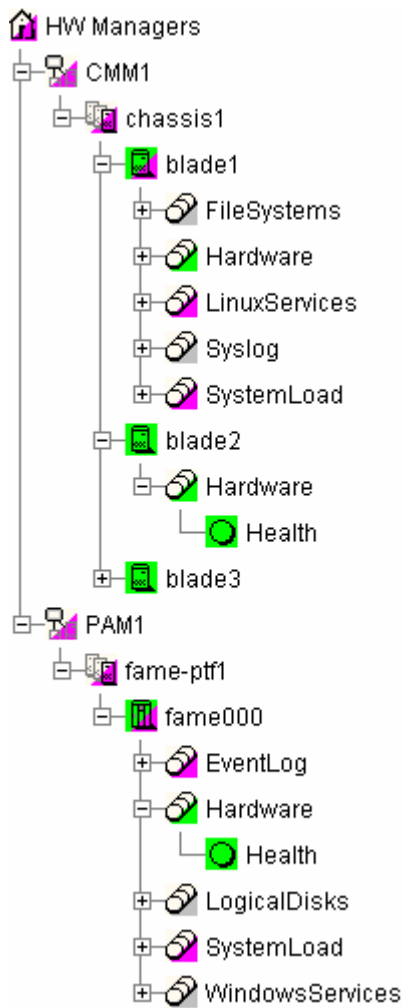 HW Managers
CMM1
chassis1
blade1
FileSystems
Hardware
LinuxServices
Syslog
SystemLoad
blade2
Hardware
Health
blade3
PAM1
fame-ptf1
fame000
EventLog
Hardware
Health
LogicalDisks
SystemLoad
WindowsServices